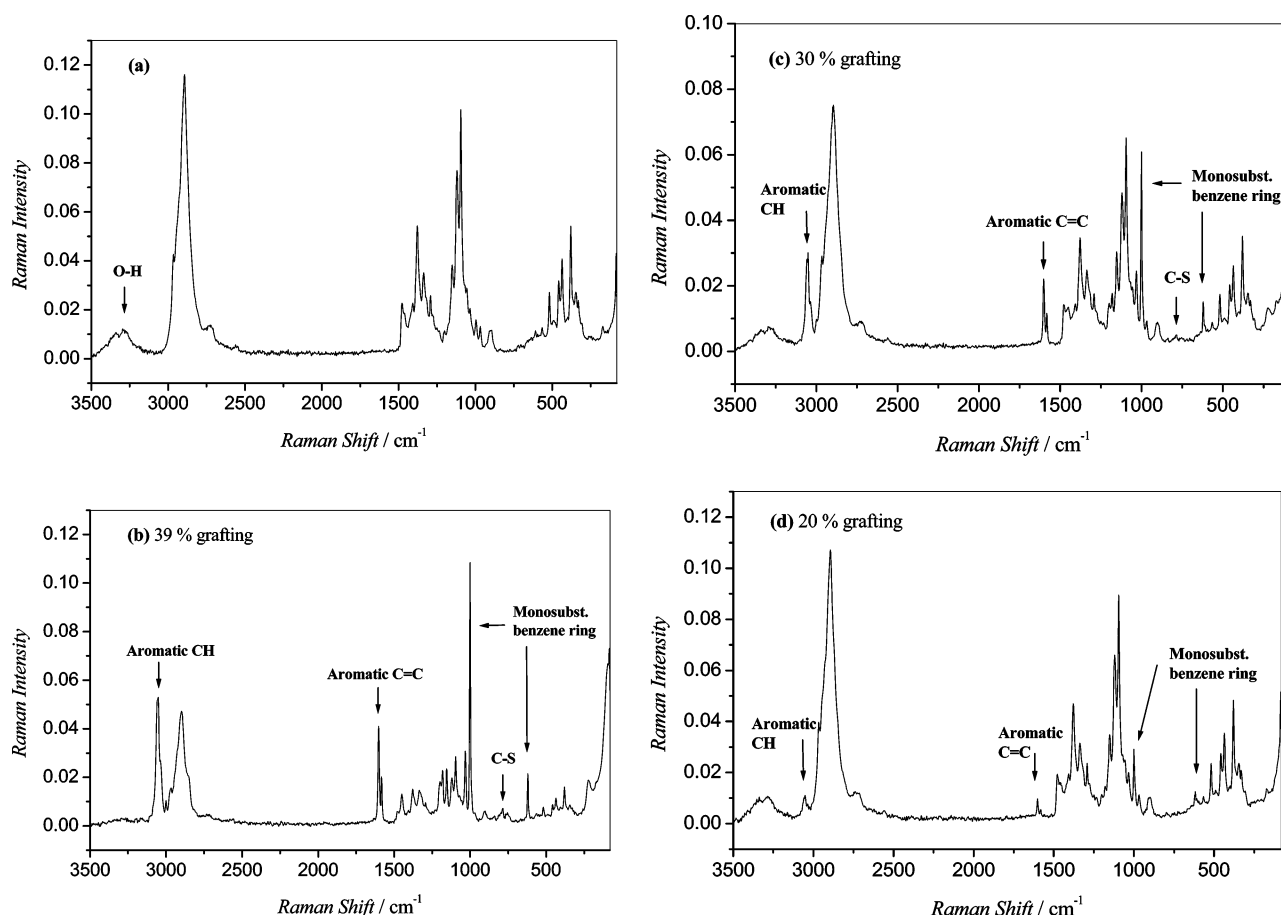 (a)
O-H
0.12
0.10
0.08
0.06
0.04
0.02
0.00
3500 3000 2500 2000 1500 1000 500
Raman Intensity
Raman Shift / cm-1
(c) 30 % grafting
Aromatic
CH
Aromatic C=C
Monosubst.
benzene ring
C-S
0.10
0.08
0.06
0.04
0.02
0.00
3500 3000 2500 2000 1500 1000 500
Raman Intensity
Raman Shift / cm-1
(b) 39 % grafting
Aromatic CH
Aromatic C=C
Monosubst.
benzene ring
C-S
0.12
0.10
0.08
0.06
0.04
0.02
0.00
3500 3000 2500 2000 1500 1000 500
Raman Intensity
Raman Shift / cm-1
(d) 20 % grafting
Aromatic
CH
Aromatic
C=C
Monosubst.
benzene ring
0.12
0.10
0.08
0.06
0.04
0.02
0.00
3500 3000 2500 2000 1500 1000 500
Raman Intensity
Raman Shift / cm-1